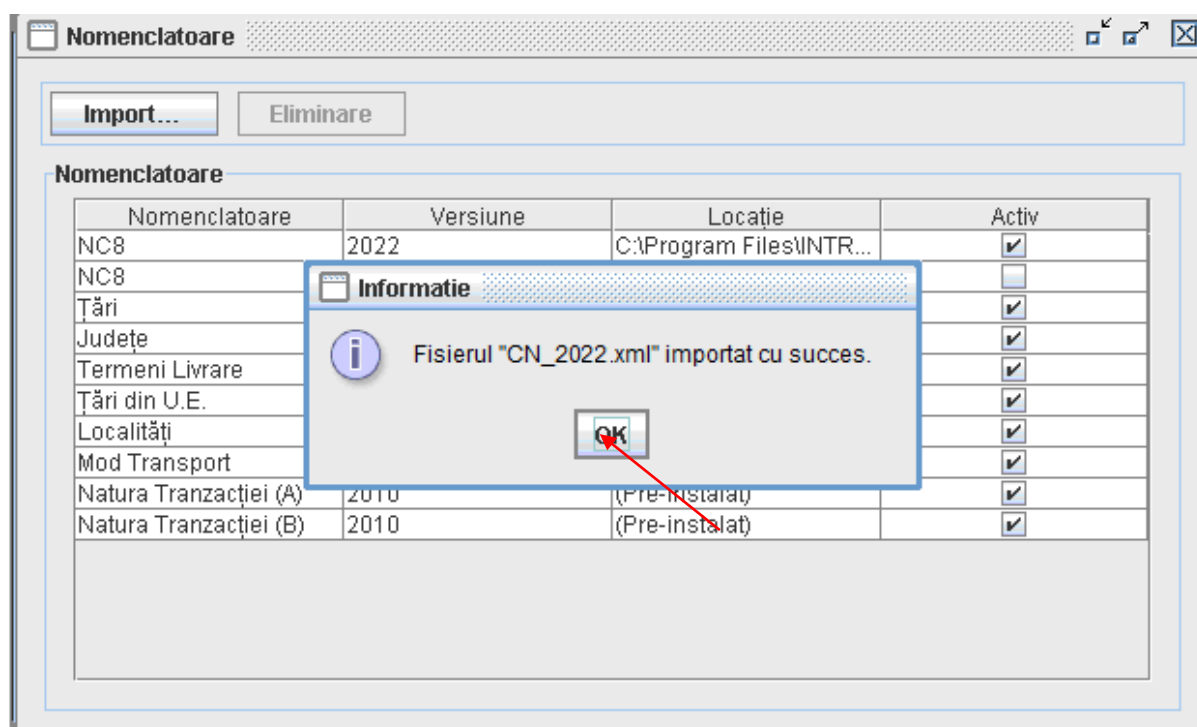 Nomenclatoare
Import... Eliminare
Nomenclatoare
Nomenclatoare Versiune Locație Activ
NC8 2022 C:\Program Files\INTR...
NC8
Informatie
Țări
Județe
Fisierul "CN_2022.xml" importat cu succes.
Termeni Livrare
Țări din U.E.
Localități
OK
Mod Transport
Natura Tranzacției (A) 2010 (Pre-instalat)
Natura Tranzacției (B) 2010 (Pre-instalat)